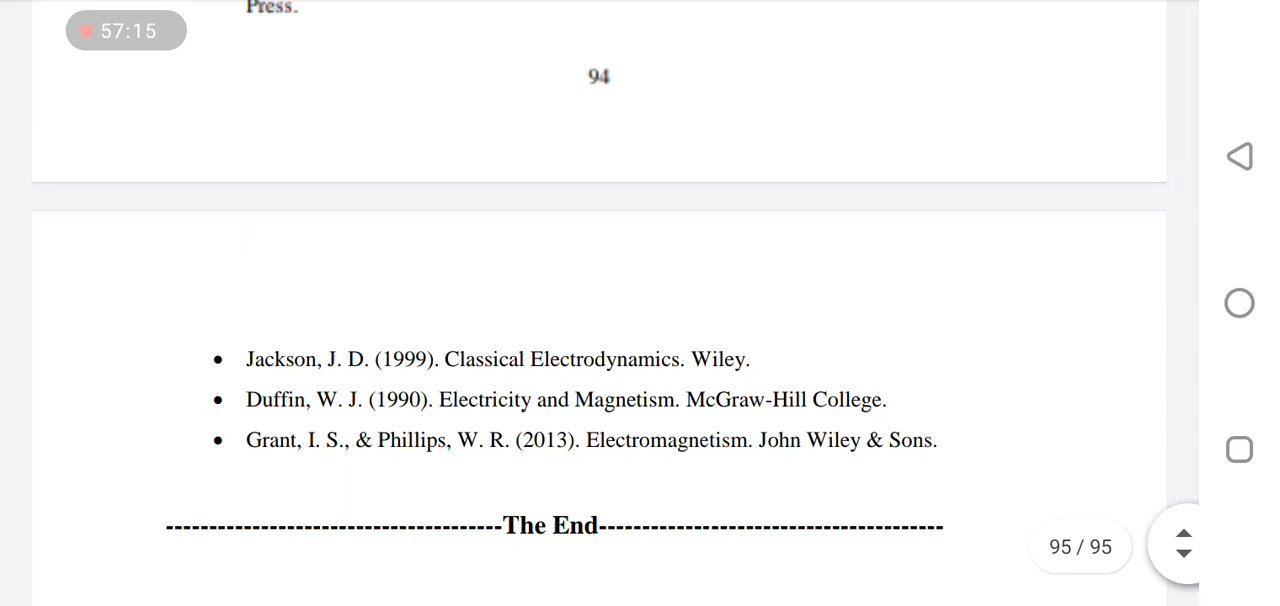 Press.
57:15
94
• Jackson, J. D. (1999). Classical Electrodynamics. Wiley.
• Duffin, W. J. (1990). Electricity and Magnetism. McGraw-Hill College.
• Grant, I. S., & Phillips, W. R. (2013). Electromagnetism. John Wiley & Sons.
---------------------------------------The End----------------------------------------
95 / 95